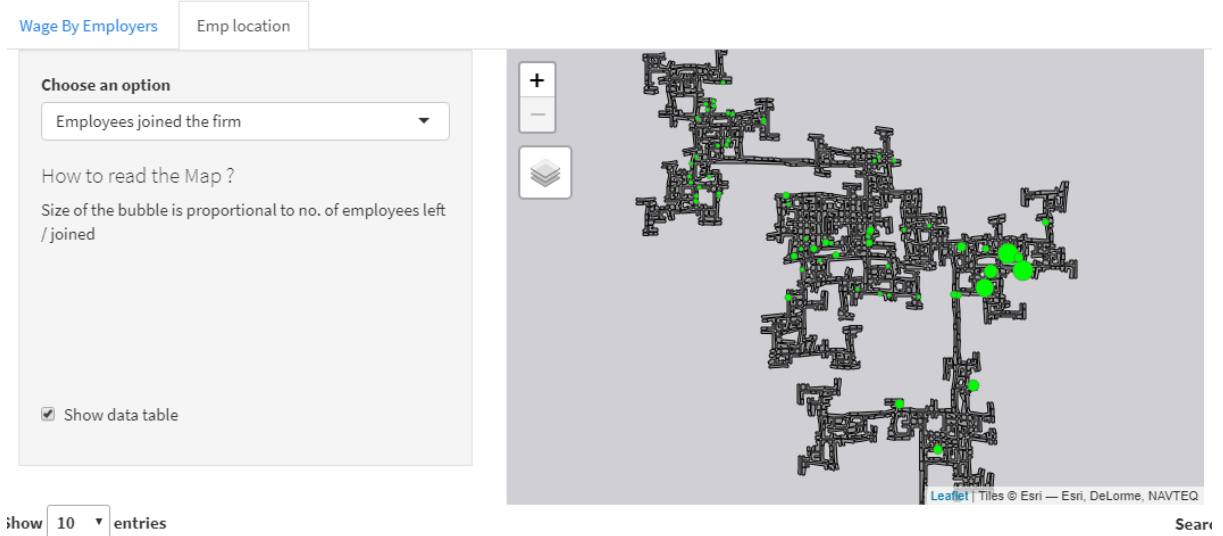 Wage By Employers
Emp location
Choose an option
Employees joined the firm
How to read the Map ?
Size of the bubble is proportional to no. of employees left
/ joined
Show data table
+
−
Leaflet | Tiles © Esri — Esri, DeLorme, NAVTEQ
Show 10 entries
Sear